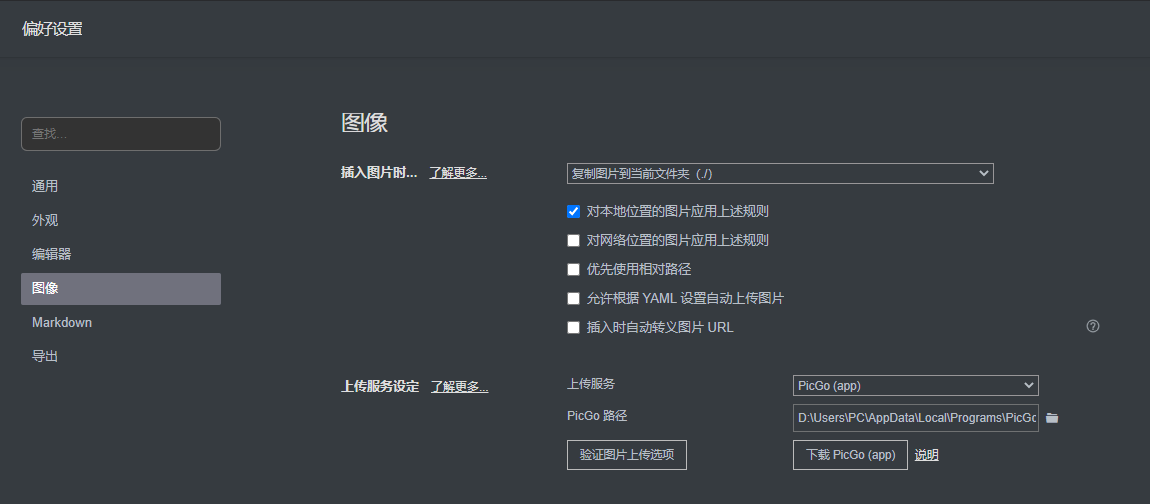 偏好设置
查找...
通用
外观
编辑器
图像
Markdown
导出
图像
插入图片时... 了解更多... 复制图片到当前文件夹（./）
对本地位置的图片应用上述规则
对网络位置的图片应用上述规则
优先使用相对路径
允许根据 YAML 设置自动上传图片
插入时自动转义图片 URL
上传服务设定 了解更多... 上传服务 PicGo (app)
PicGo 路径 D:\Users\PC\AppData\Local\Programs\PicGo
验证图片上传选项 下载 PicGo (app) 说明